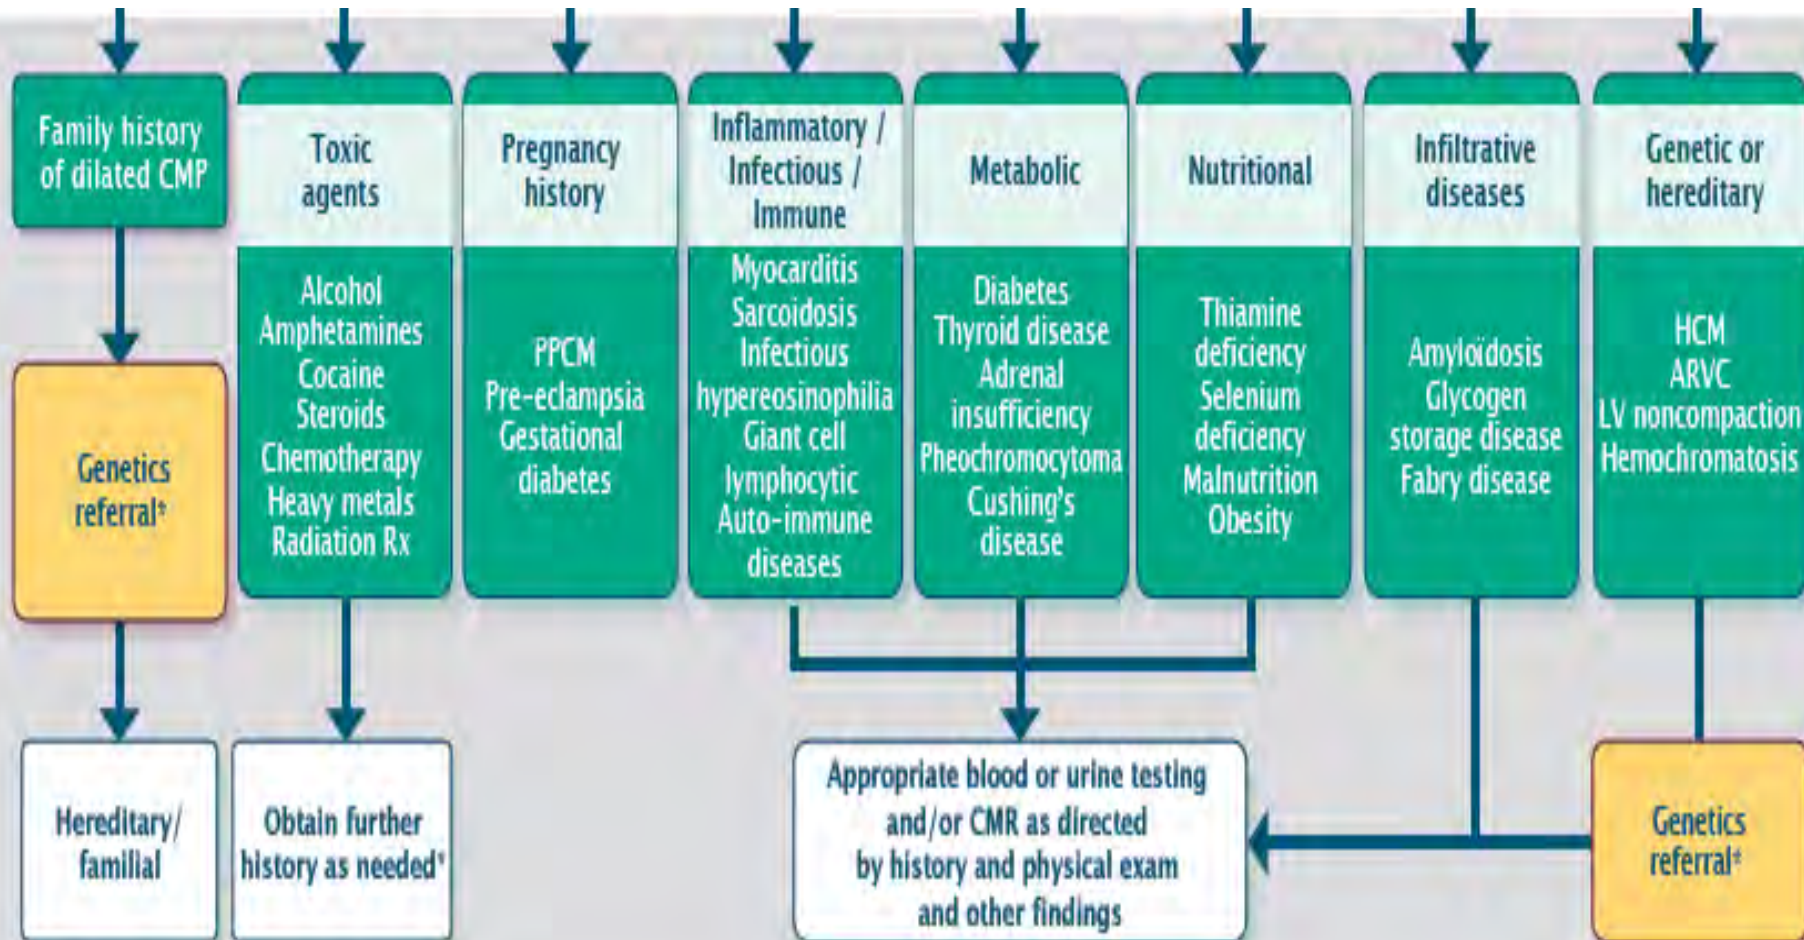 Family history
of dilated CMP
Genetics
referral*
Hereditary/
familial
Toxic
agents
Alcohol
Amphetamines
Cocaine
Steroids
Chemotherapy
Heavy metals
Radiation Rx
Obtain further
history as needed*
Pregnancy
history
PPCM
Pre-eclampsia
Gestational
diabetes
Inflammatory /
Infectious /
Immune
Myocarditis
Sarcoidosis
Infectious
hypereosinophilia
Giant cell
lymphocytic
Auto-immune
diseases
Metabolic
Diabetes
Thyroid disease
Adrenal
insufficiency
Pheochromocytoma
Cushing's
disease
Nutritional
Thiamine
deficiency
Selenium
deficiency
Malnutrition
Obesity
Appropriate blood or urine testing
and/or CMR as directed
by history and physical exam
and other findings
Infiltrative
diseases
Amyloïdosis
Glycogen
storage disease
Fabry disease
Genetic or
hereditary
HCM
ARVC
LV noncompaction
Hemochromatosis
Genetics
referral*